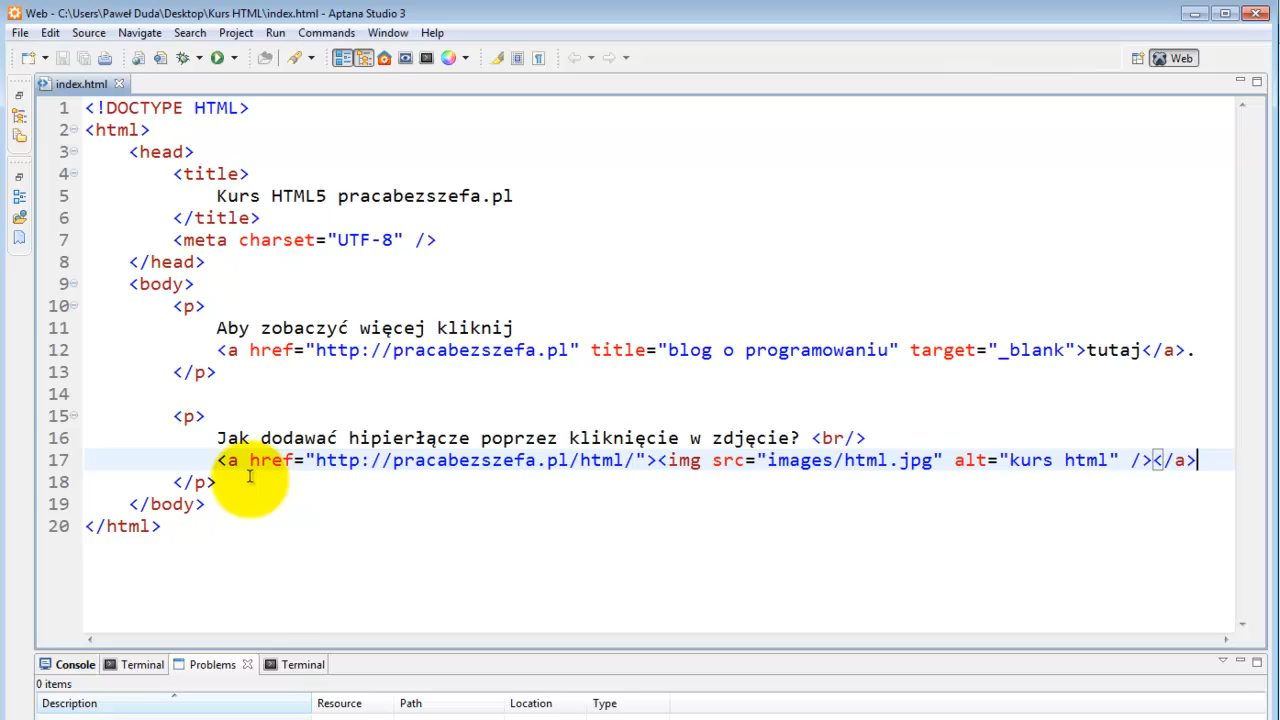 Web - C:\Users\Paweł Duda\Desktop\Kurs HTML\index.html - Aptana Studio 3
File Edit Source Navigate Search Project Run Commands Window Help
Web
index.html
1 <!DOCTYPE HTML>
2 <html>
3 <head>
4 <title>
5 Kurs HTML5 pracabezszefa.pl
6 </title>
7 <meta charset="UTF-8" />
8 </head>
9 <body>
10 <p>
11 Aby zobaczyć więcej kliknij
12 <a href="http://pracabezszefa.pl" title="blog o programowaniu" target="_blank">tutaj</a>.
13 </p>
14
15 <p>
16 Jak dodawać hipierłącze poprzez kliknięcie w zdjęcie? <br/>
17 <a href="http://pracabezszefa.pl/html/"><img src="images/html.jpg" alt="kurs html" /></a>
18 </p>
19 </body>
20 </html>
Console Terminal Problems Terminal
0 items
Description Resource Path Location Type